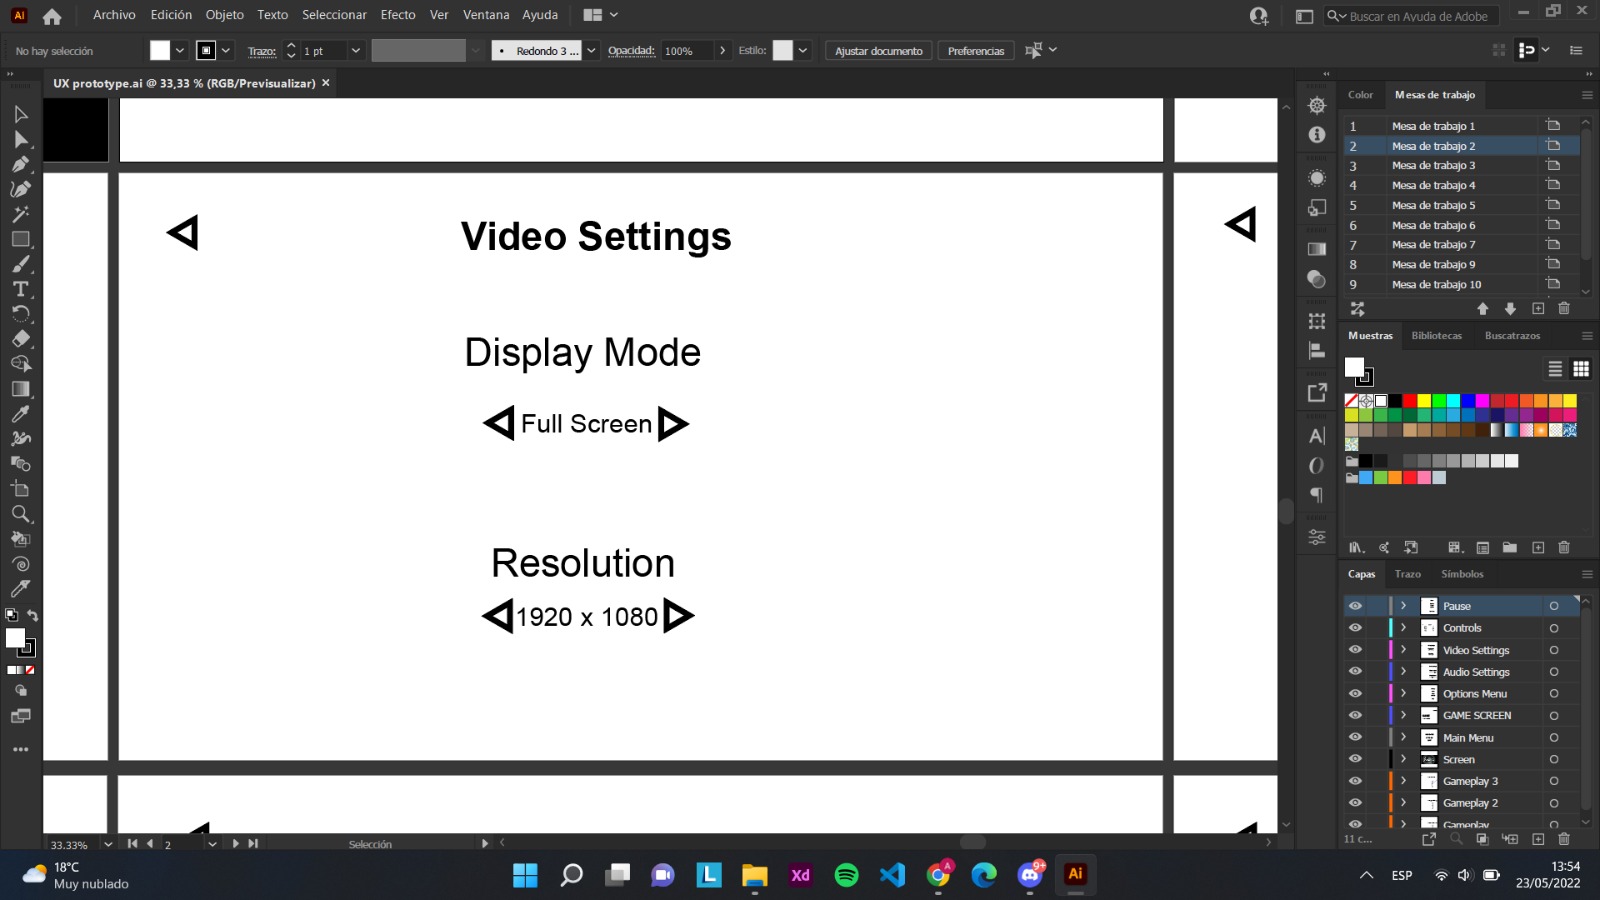 Ai
Archivo Edición Objeto Texto Seleccionar Efecto Ver Ventana Ayuda
Buscar en Ayuda de Adobe
No hay selección
Trazo: 1 pt
Redondo 3 ...
Opacidad: 100%
Estilo:
Ajustar documento
Preferencias
UX prototype.ai @ 33,33 % (RGB/Previsualizar)
Video Settings
Display Mode
Full Screen
Resolution
1920 x 1080
33.33%
2
Selección
Color Mesas de trabajo
1 Mesa de trabajo 1
2 Mesa de trabajo 2
3 Mesa de trabajo 3
4 Mesa de trabajo 4
5 Mesa de trabajo 5
6 Mesa de trabajo 6
7 Mesa de trabajo 7
8 Mesa de trabajo 9
9 Mesa de trabajo 10
Muestras Bibliotecas Buscatrazos
Capas Trazo Símbolos
Pause
Controls
Video Settings
Audio Settings
Options Menu
GAME SCREEN
Main Menu
Screen
Gameplay 3
Gameplay 2
Gameplay
11 c...
18°C
Muy nublado
L
Xd
A
9+
Ai
ESP
13:54
23/05/2022